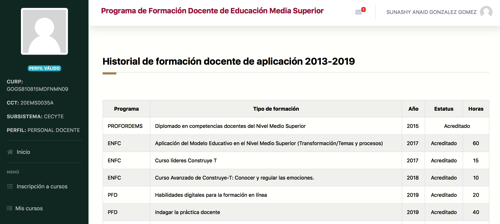 Programa de Formación Docente de Educación Media Superior
1
SUNASHY ANAID GONZALEZ GOMEZ
PERFIL VÁLIDO
CURP:
GOGS810815MDFNMN09
CCT: 20EMS0035A
SUBSISTEMA: CECYTE
PERFIL: PERSONAL DOCENTE
Inicio
MENÚ
Inscripción a cursos
Mis cursos
Historial de formación docente de aplicación 2013-2019
Programa Tipo de formación Año Estatus Horas
PROFORDEMS Diplomado en competencias docentes del Nivel Medio Superior 2015 Acreditado
ENFC Aplicación del Modelo Educativo en el Nivel Medio Superior (Transformación/Temas y procesos) 2017 Acreditado 60
ENFC Curso líderes Construye T 2017 Acreditado 15
ENFC Curso Avanzado de Construye-T: Conocer y regular las emociones. 2018 Acreditado 10
PFD Habilidades digitales para la formación en línea 2019 Acreditado 20
PFD Indagar la práctica docente 2019 Acreditado 40